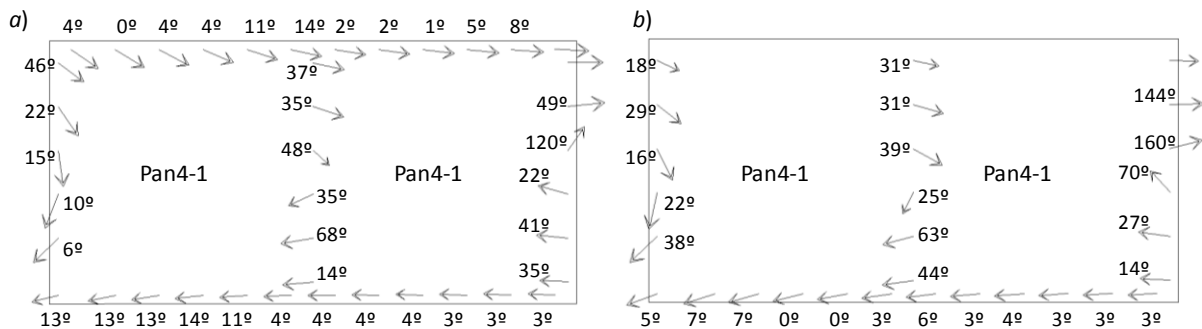 a) 4º 0º 4º 4º 11º 14º 2º 2º 1º 5º 8º
46º 37º
22º 35º 49º
15º 48º 120º
Pan4-1 Pan4-1 22º
10º 35º
6º 68º 41º
14º 35º
13º 13º 13º 14º 11º 4º 4º 4º 4º 3º 3º 3º
b)
18º 31º
29º 31º 144º
16º 39º 160º
Pan4-1 Pan4-1 70º
22º 25º
38º 63º 27º
44º 14º
5º 7º 7º 0º 0º 3º 6º 3º 4º 3º 3º 3º